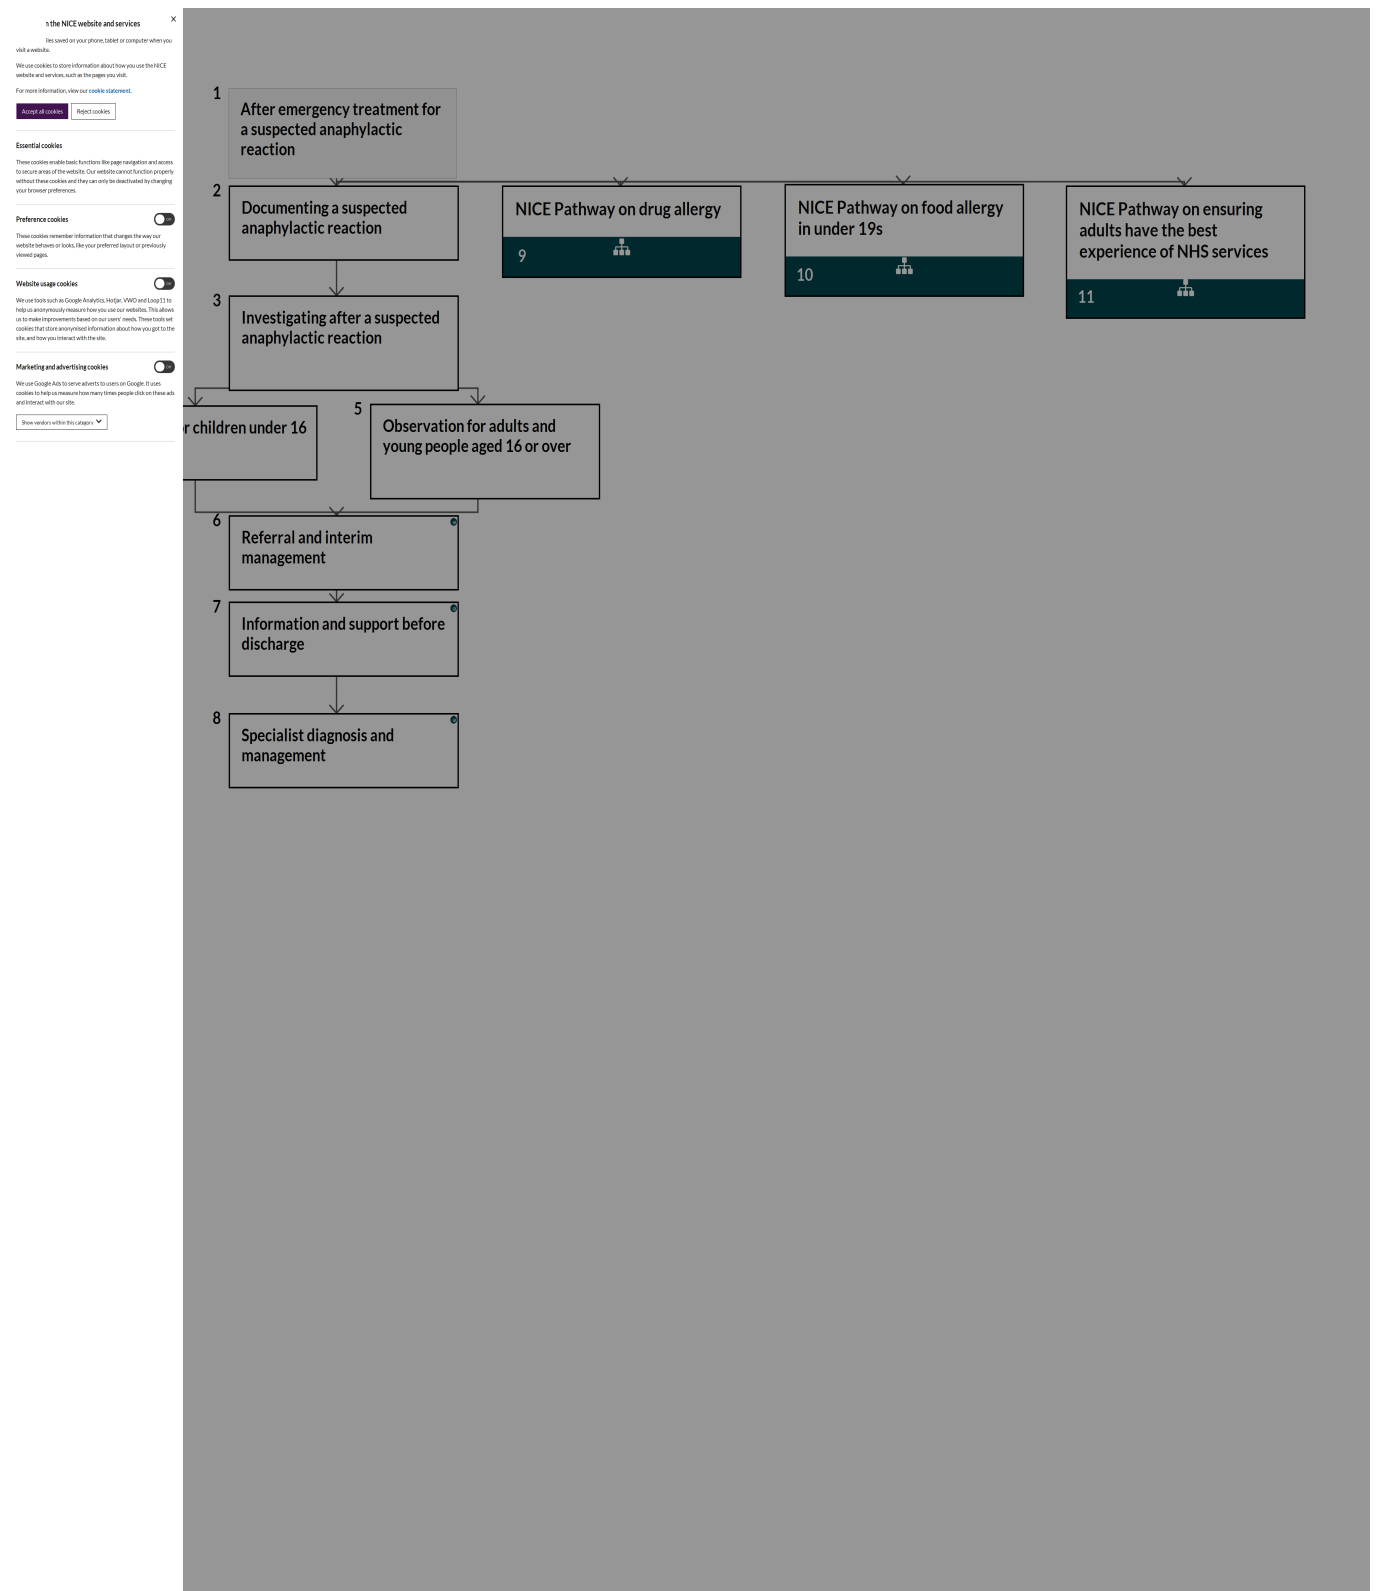 n the NICE website and services
les saved on your phone, tablet or computer when you
visit a website.
We use cookies to store information about how you use the NICE
website and services, such as the pages you visit.
For more information, view our cookie statement.
Accept all cookies
Reject cookies
Essential cookies
These cookies enable basic functions like page navigation and access
to secure areas of the website. Our website cannot function properly
without these cookies and they can only be deactivated by changing
your browser preferences.
Preference cookies
Off
These cookies remember information that changes the way our
website behaves or looks, like your preferred layout or previously
viewed pages.
Website usage cookies
Off
We use tools such as Google Analytics, Hotjar, VWO and Loop11 to
help us anonymously measure how you use our websites. This allows
us to make improvements based on our users' needs. These tools set
cookies that store anonymised information about how you got to the
site, and how you interact with the site.
Marketing and advertising cookies
Off
We use Google Ads to serve adverts to users on Google. It uses
cookies to help us measure how many times people click on these ads
and interact with our site.
Show vendors within this category
1
After emergency treatment for
a suspected anaphylactic
reaction
2
Documenting a suspected
anaphylactic reaction
NICE Pathway on drug allergy
9
NICE Pathway on food allergy
in under 19s
10
NICE Pathway on ensuring
adults have the best
experience of NHS services
11
3
Investigating after a suspected
anaphylactic reaction
r children under 16
5
Observation for adults and
young people aged 16 or over
6
Referral and interim
management
7
Information and support before
discharge
8
Specialist diagnosis and
management